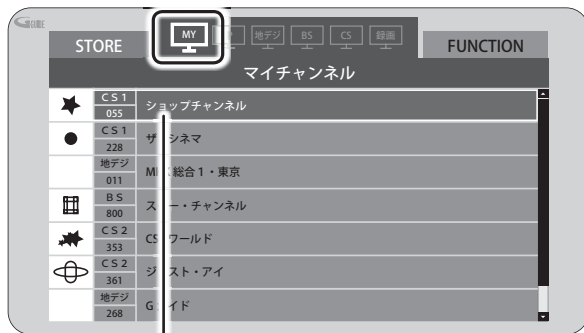 STORE
MY
地デジ
BS
CS
録画
FUNCTION
マイチャンネル
CS1
055
ショップチャンネル
CS1
228
シネマ
地デジ
011
総合1・東京
BS
800
ー・チャンネル
CS2
353
ワールド
CS2
361
スト・アイ
地デジ
268
G
イド